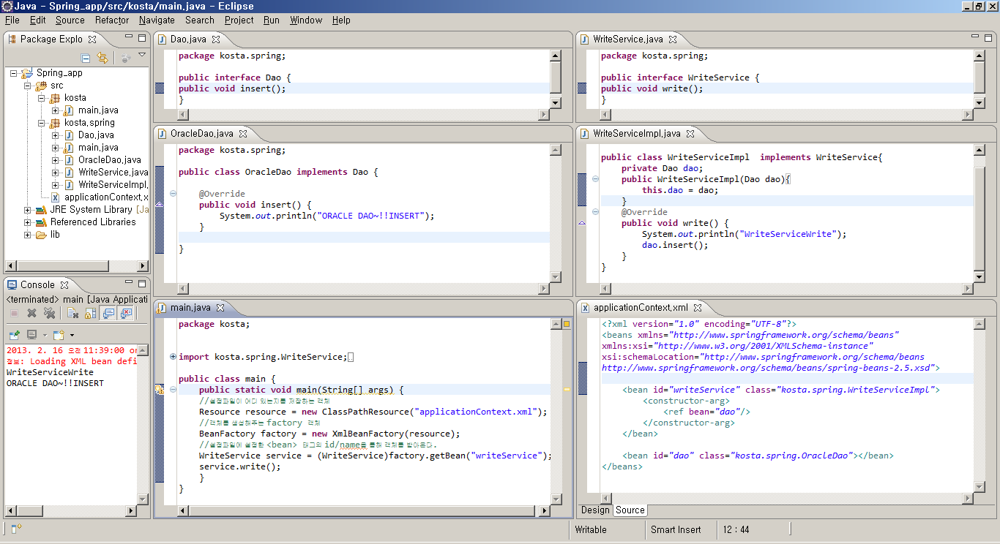 Java - Spring_app/src/kosta/main.java - Eclipse
File Edit Source Refactor Navigate Search Project Run Window Help
Package Explo
Spring_app
src
kosta
main.java
kosta.spring
Dao.java
main.java
OracleDao.java
WriteService.java
WriteServiceImpl.
applicationContext.x
JRE System Library [Ja
Referenced Libraries
lib
Console
<terminated> main [Java Applicati
2013. 2. 16 오전 11:39:00 or
정보: Loading XML bean defi
WriteServiceWrite
ORACLE DAO~!!INSERT
Dao.java
package kosta.spring;
public interface Dao {
public void insert();
}
WriteService.java
package kosta.spring;
public interface WriteService {
public void write();
}
OracleDao.java
package kosta.spring;
public class OracleDao implements Dao {
@Override
public void insert() {
System.out.println("ORACLE DAO~!!INSERT");
}
}
WriteServiceImpl.java
public class WriteServiceImpl  implements WriteService{
private Dao dao;
public WriteServiceImpl(Dao dao){
this.dao = dao;
}
@Override
public void write() {
System.out.println("WriteServiceWrite");
dao.insert();
}
}
main.java
package kosta;
import kosta.spring.WriteService;
public class main {
public static void main(String[] args) {
//설정파일이 어디 있는지를 저장하는 객체
Resource resource = new ClassPathResource("applicationContext.xml");
//객체를 생성해주는 factory 객체
BeanFactory factory = new XmlBeanFactory(resource);
//설정파일에 설정한 <bean> 태그의 id/name을 통해 객체를 받아온다.
WriteService service = (WriteService)factory.getBean("writeService");
service.write();
}
}
applicationContext.xml
<?xml version="1.0" encoding="UTF-8"?>
<beans xmlns="http://www.springframework.org/schema/beans"
xmlns:xsi="http://www.w3.org/2001/XMLSchema-instance"
xsi:schemaLocation="http://www.springframework.org/schema/beans
http://www.springframework.org/schema/beans/spring-beans-2.5.xsd">
<bean id="writeService" class="kosta.spring.WriteServiceImpl">
<constructor-arg>
<ref bean="dao"/>
</constructor-arg>
</bean>
<bean id="dao" class="kosta.spring.OracleDao"></bean>
</beans>
Design Source
Writable Smart Insert 12 : 44